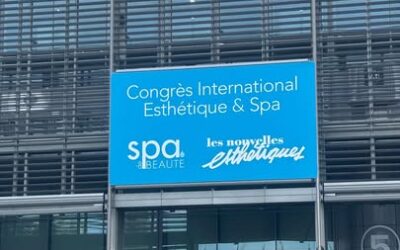 Congrès International
Esthétique & Spa
spa
& BEAUTÉ
les nouvelles
esthétiques